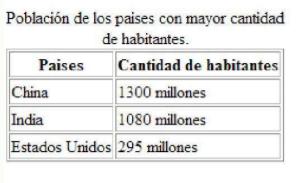 Población de los paises con mayor cantidad
de habitantes.
Paises Cantidad de habitantes
China 1300 millones
India 1080 millones
Estados Unidos 295 millones